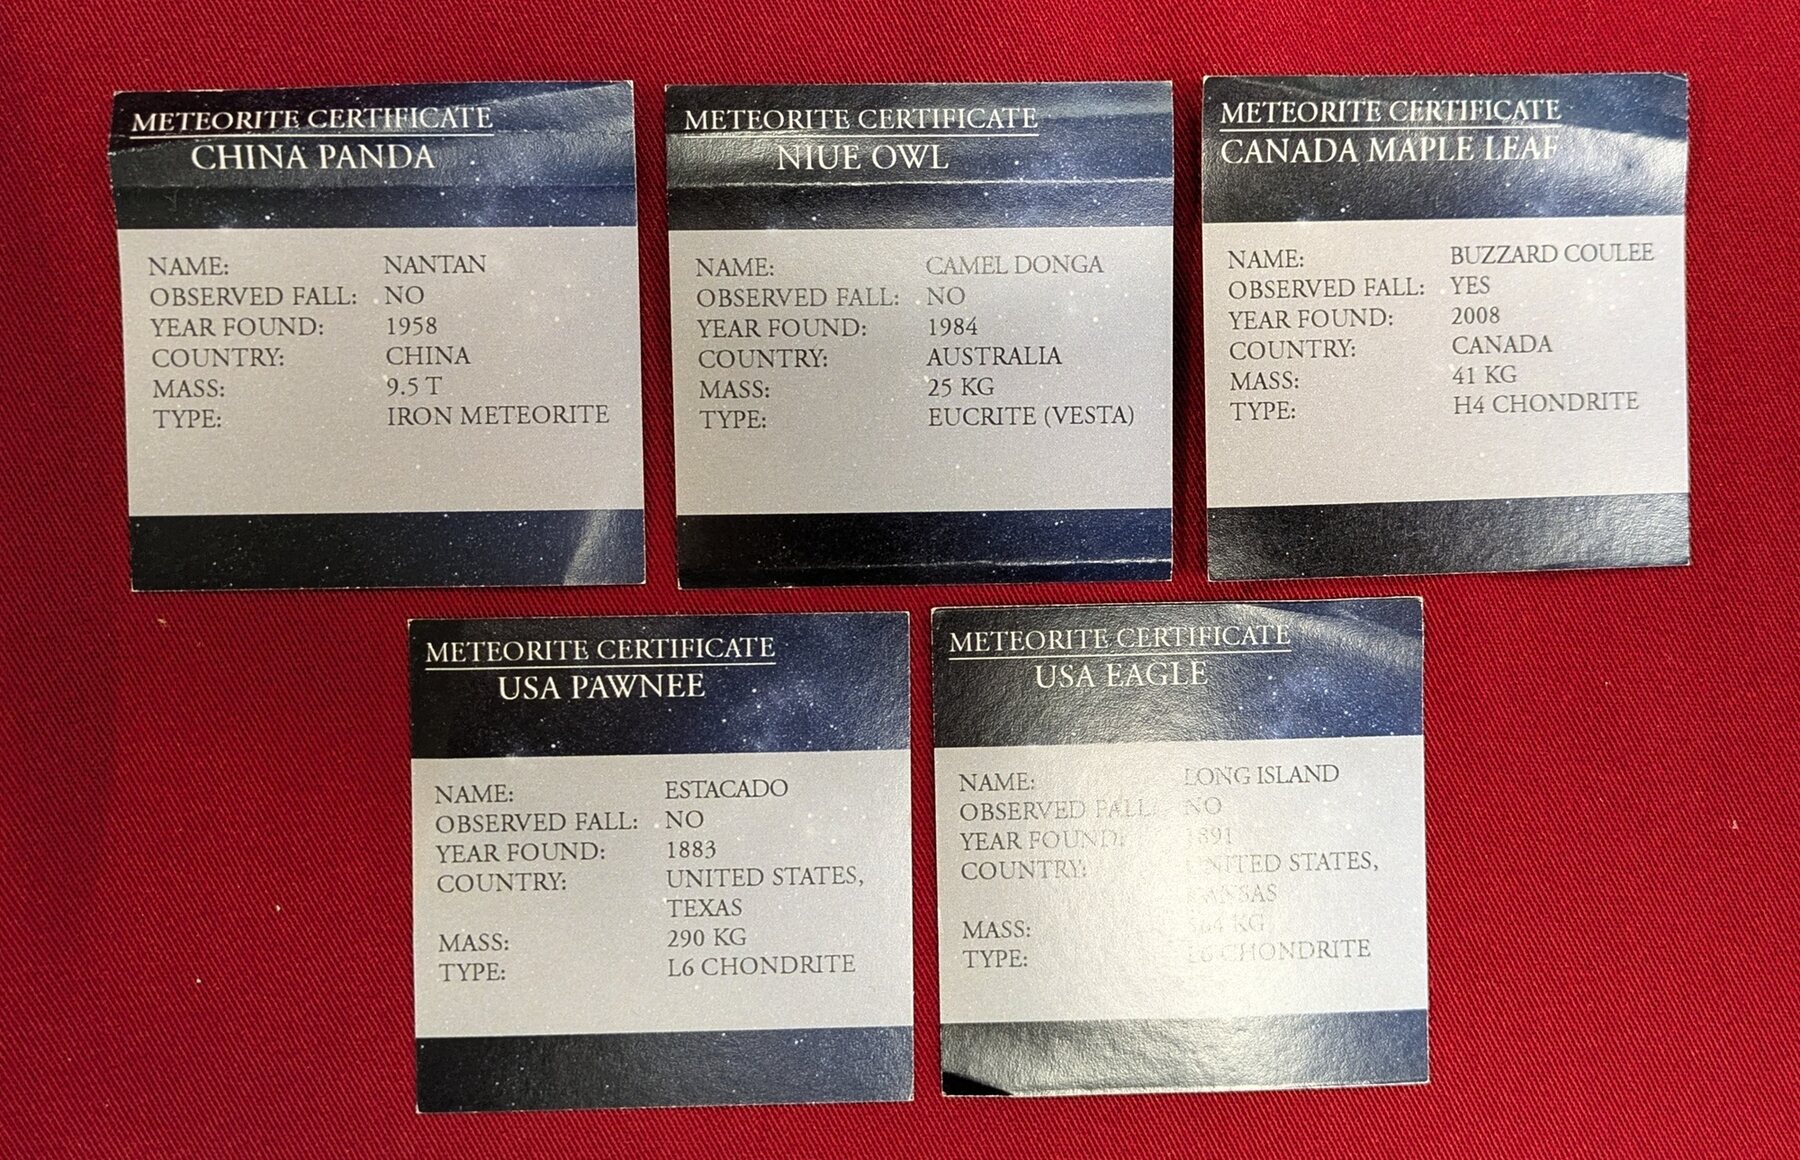 METEORITE CERTIFICATE
CHINA PANDA
NAME: NANTAN
OBSERVED FALL: NO
YEAR FOUND: 1958
COUNTRY: CHINA
MASS: 9.5 T
TYPE: IRON METEORITE
METEORITE CERTIFICATE
NIUE OWL
NAME: CAMEL DONGA
OBSERVED FALL: NO
YEAR FOUND: 1984
COUNTRY: AUSTRALIA
MASS: 25 KG
TYPE: EUCRITE (VESTA)
METEORITE CERTIFICATE
CANADA MAPLE LEAF
NAME: BUZZARD COULEE
OBSERVED FALL: YES
YEAR FOUND: 2008
COUNTRY: CANADA
MASS: 41 KG
TYPE: H4 CHONDRITE
METEORITE CERTIFICATE
USA PAWNEE
NAME: ESTACADO
OBSERVED FALL: NO
YEAR FOUND: 1883
COUNTRY: UNITED STATES,
TEXAS
MASS: 290 KG
TYPE: L6 CHONDRITE
METEORITE CERTIFICATE
USA EAGLE
NAME: LONG ISLAND
OBSERVED FALL: NO
YEAR FOUND: 1891
COUNTRY: UNITED STATES,
KANSAS
MASS: KG
TYPE: L6 CHONDRITE